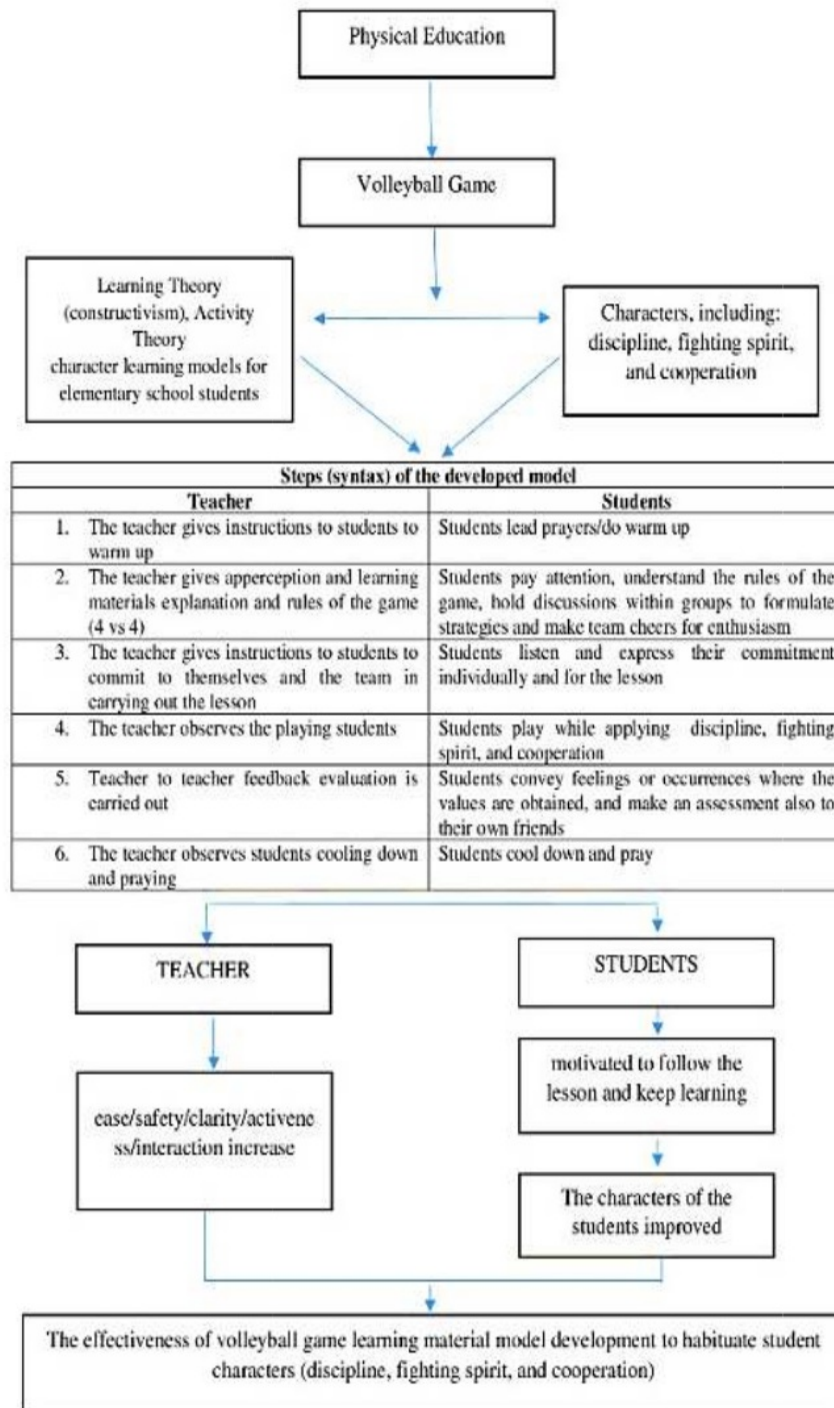 Physical Education
Volleyball Game
Learning Theory
(constructivism), Activity
Theory
character learning models for
elementary school students
Characters, including:
discipline, fighting spirit,
and cooperation
Steps (syntax) of the developed model
Teacher
Students
1. The teacher gives instructions to students to
warm up
Students lead prayers/do warm up
2. The teacher gives apperception and learning
materials explanation and rules of the game
(4 vs 4)
Students pay attention, understand the rules of the
game, hold discussions within groups to formulate
strategies and make team cheers for enthusiasm
3. The teacher gives instructions to students to
commit to themselves and the team in
carrying out the lesson
Students listen and express their commitment
individually and for the lesson
4. The teacher observes the playing students
Students play while applying discipline, fighting
spirit, and cooperation
5. Teacher to teacher feedback evaluation is
carried out
Students convey feelings or occurrences where the
values are obtained, and make an assessment also to
their own friends
6. The teacher observes students cooling down
and praying
Students cool down and pray
TEACHER
STUDENTS
ease/safety/clarity/activene
ss/interaction increase
motivated to follow the
lesson and keep learning
The characters of the
students improved
The effectiveness of volleyball game learning material model development to habituate student
characters (discipline, fighting spirit, and cooperation)